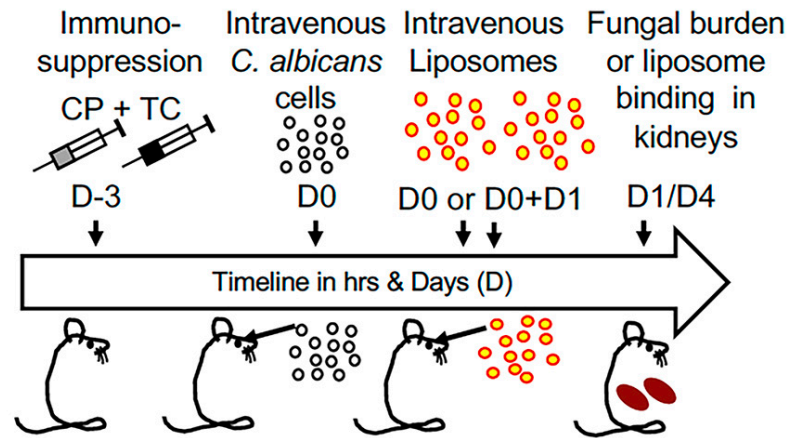 Immuno-
suppression
CP + TC
D-3
Intravenous
C. albicans
cells
D0
Intravenous
Liposomes
D0 or D0+D1
Fungal burden
or liposome
binding in
kidneys
D1/D4
Timeline in hrs & Days (D)